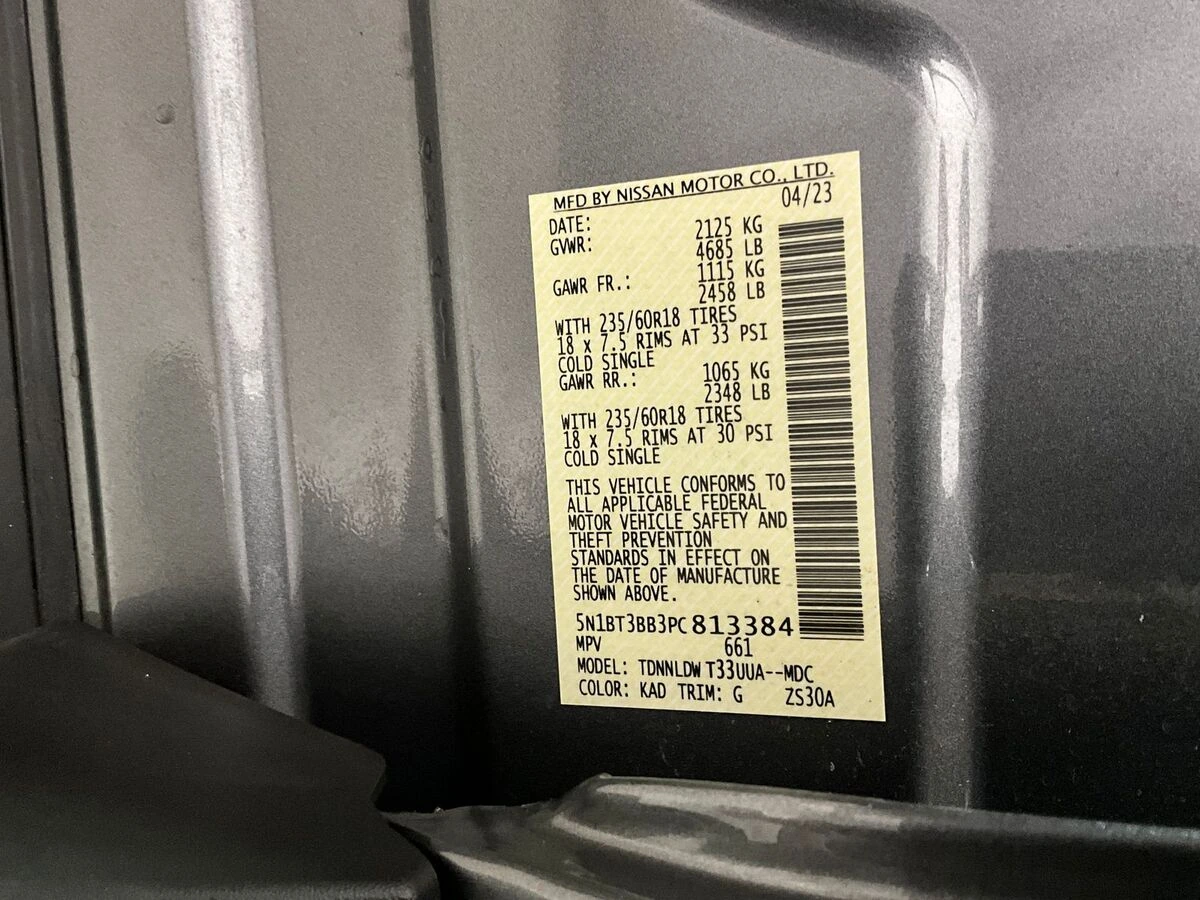 MFD BY NISSAN MOTOR CO., LTD.
DATE: 04/23
GVWR: 2125 KG
4685 LB
GAWR FR.: 1115 KG
2458 LB
WITH 235/60R18 TIRES
18 x 7.5 RIMS AT 33 PSI
COLD SINGLE
GAWR RR.: 1065 KG
2348 LB
WITH 235/60R18 TIRES
18 x 7.5 RIMS AT 30 PSI
COLD SINGLE
THIS VEHICLE CONFORMS TO
ALL APPLICABLE FEDERAL
MOTOR VEHICLE SAFETY AND
THEFT PREVENTION
STANDARDS IN EFFECT ON
THE DATE OF MANUFACTURE
SHOWN ABOVE.
5N1BT3BB3PC813384
MPV 661
MODEL: TDNNLDW T33UUA--MDC
COLOR: KAD TRIM: G ZS30A